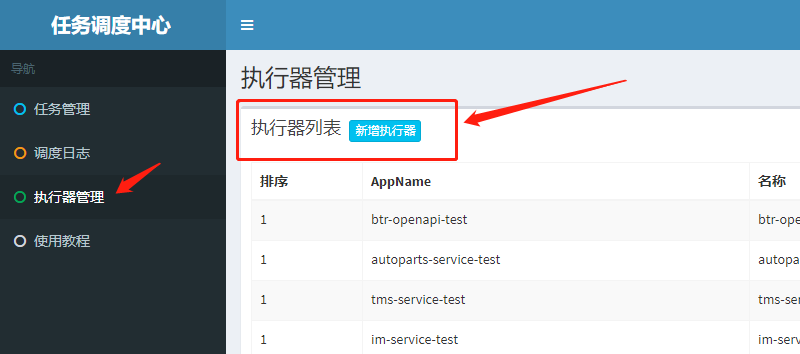 任务调度中心
导航
任务管理
调度日志
执行器管理
使用教程
执行器管理
执行器列表 新增执行器
排序 AppName 名称
1 btr-openapi-test btr-ope
1 autoparts-service-test autopa
1 tms-service-test tms-se
1 im-service-test im-serv